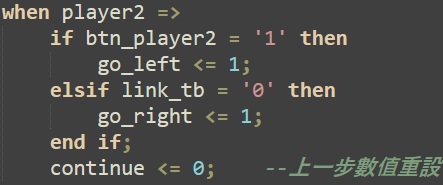 when player2 =>
    if btn_player2 = '1' then
        go_left <= 1;
    elsif link_tb = '0' then
        go_right <= 1;
    end if;
    continue <= 0;    --上一步數值重設